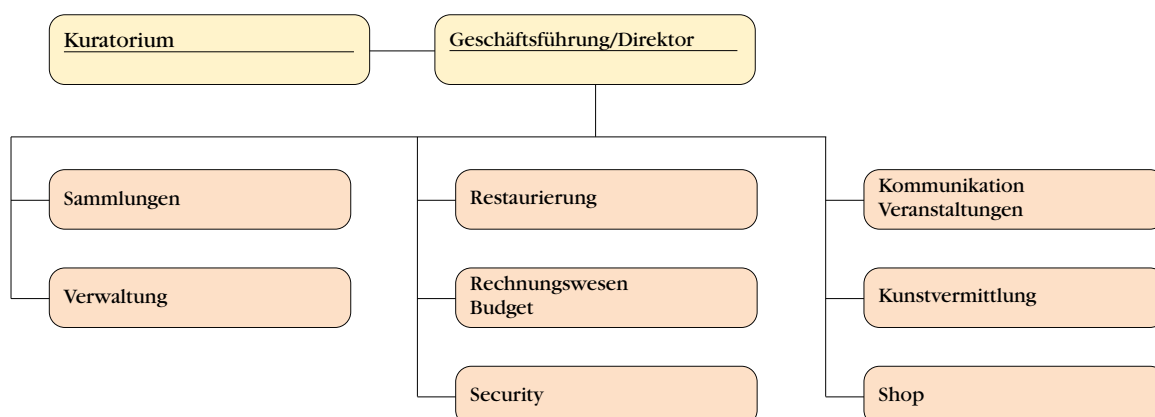 Kuratorium
Geschäftsführung/Direktor
Sammlungen
Restaurierung
Kommunikation
Veranstaltungen
Verwaltung
Rechnungswesen
Budget
Kunstvermittlung
Security
Shop